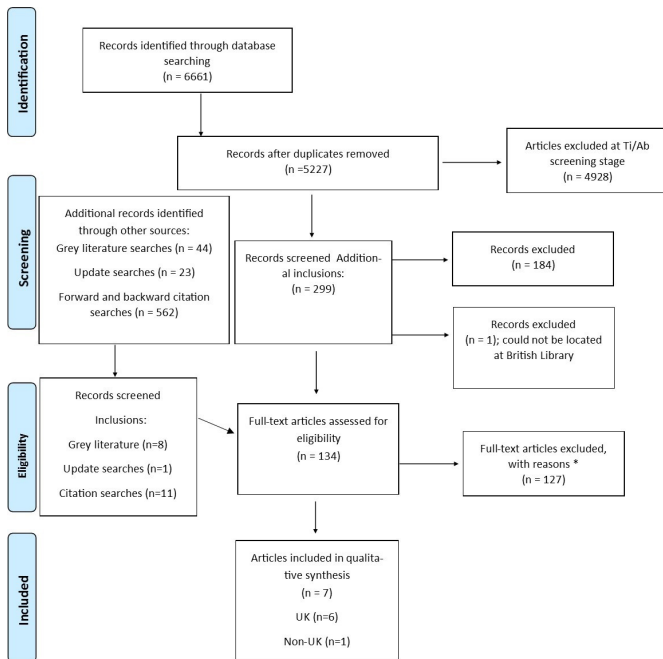 Identification
Records identified through database
searching
(n = 6661)
Records after duplicates removed
(n =5227)
Articles excluded at Ti/Ab
screening stage
(n = 4928)
Screening
Additional records identified
through other sources:
Grey literature searches (n = 44)
Update searches (n = 23)
Forward and backward citation
searches (n = 562)
Records screened  Addition-
al inclusions:
(n = 299)
Records excluded
(n = 184)
Records excluded
(n = 1); could not be located
at British Library
Eligibility
Records screened
Inclusions:
Grey literature (n=8)
Update searches (n=1)
Citation searches (n=11)
Full-text articles assessed for
eligibility
(n = 134)
Full-text articles excluded,
with reasons *
(n = 127)
Included
Articles included in qualita-
tive synthesis
(n = 7)
UK (n=6)
Non-UK (n=1)